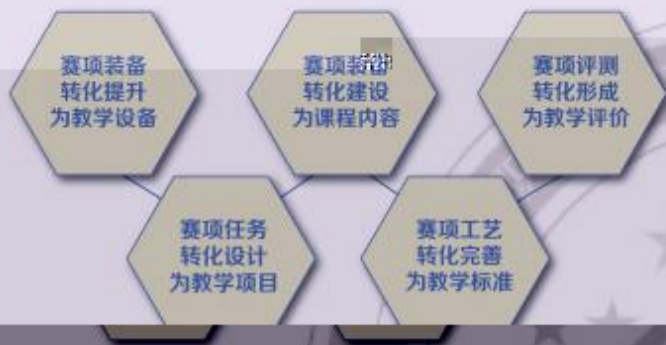 赛项装备
转化提升
为教学设备
赛项
转化建设
为课程内容
赛项评测
转化形成
为教学评价
赛项任务
转化设计
为教学项目
赛项工艺
转化完善
为教学标准